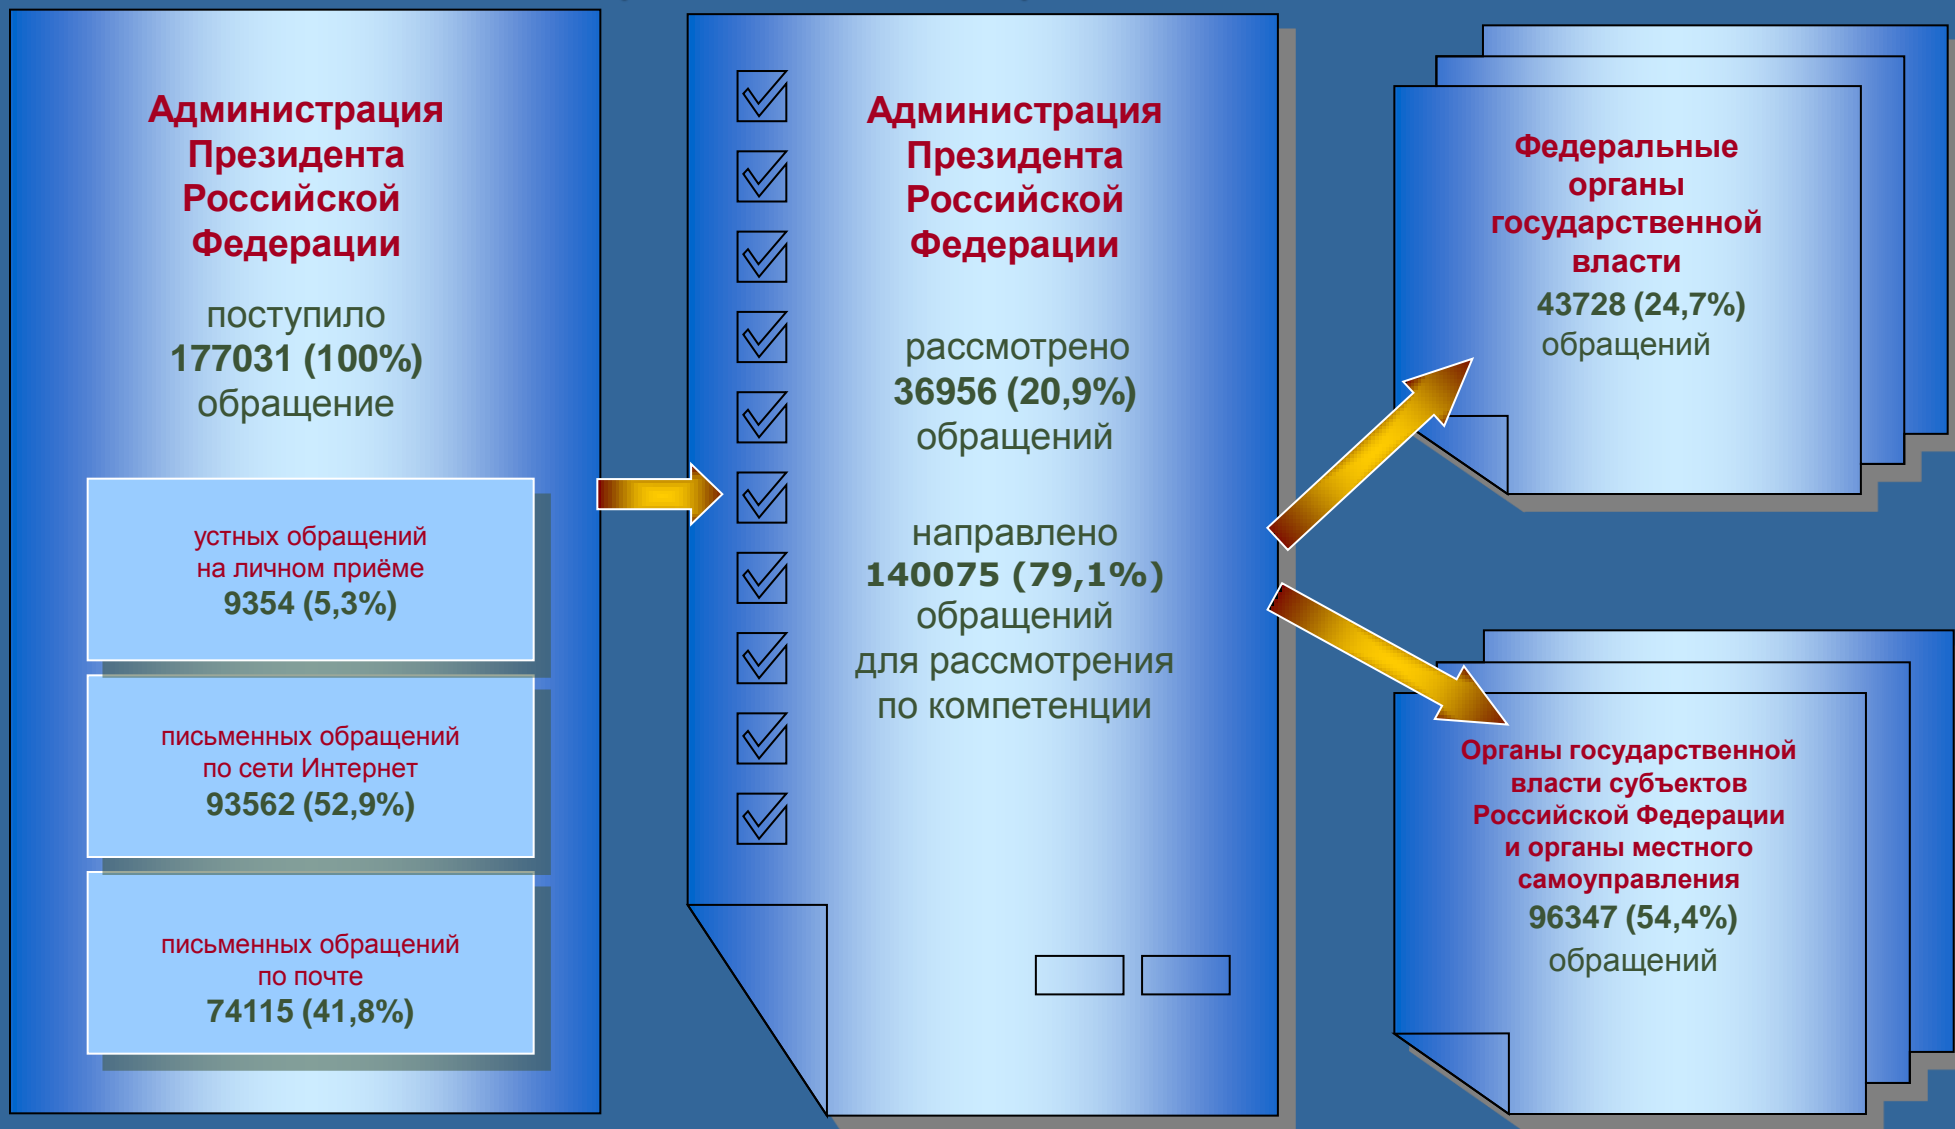 Администрация
Президента
Российской
Федерации
поступило
177031 (100%)
обращение
устных обращений
на личном приёме
9354 (5,3%)
письменных обращений
по сети Интернет
93562 (52,9%)
письменных обращений
по почте
74115 (41,8%)
Администрация
Президента
Российской
Федерации
рассмотрено
36956 (20,9%)
обращений
направлено
140075 (79,1%)
обращений
для рассмотрения
по компетенции
Федеральные
органы
государственной
власти
43728 (24,7%)
обращений
Органы государственной
власти субъектов
Российской Федерации
и органы местного
самоуправления
96347 (54,4%)
обращений